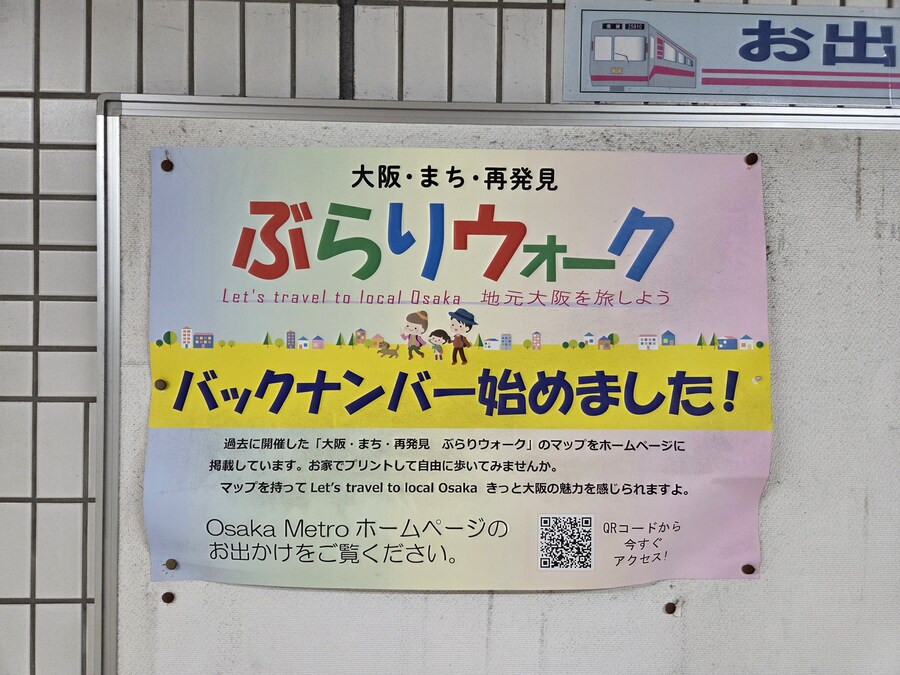 お出
大阪・まち・再発見
ぶらりウォーク
Let's travel to local Osaka 地元大阪を旅しよう
バックナンバー始めました!
過去に開催した「大阪・まち・再発見 ぶらりウォーク」のマップをホームページに
掲載しています。お家でプリントして自由に歩いてみませんか。
マップを持って Let's travel to local Osaka きっと大阪の魅力を感じられますよ。
Osaka Metro ホームページの
お出かけをご覧ください。
QRコードから
今すぐ
アクセス!